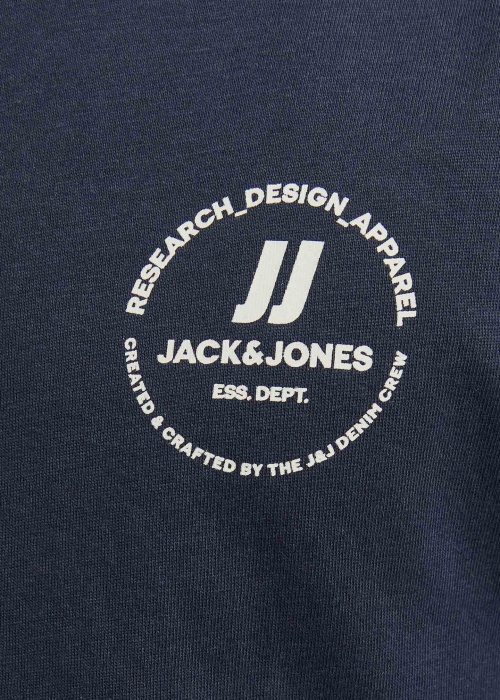 RESEARCH_DESIGN_APPAREL
JJ
JACK&JONES
ESS. DEPT.
CREATED & CRAFTED BY THE J&J DENIM CREW